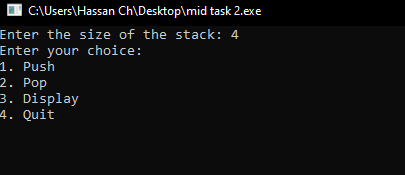 C:\Users\Hassan Ch\Desktop\mid task 2.exe
Enter the size of the stack: 4
Enter your choice:
1. Push
2. Pop
3. Display
4. Quit